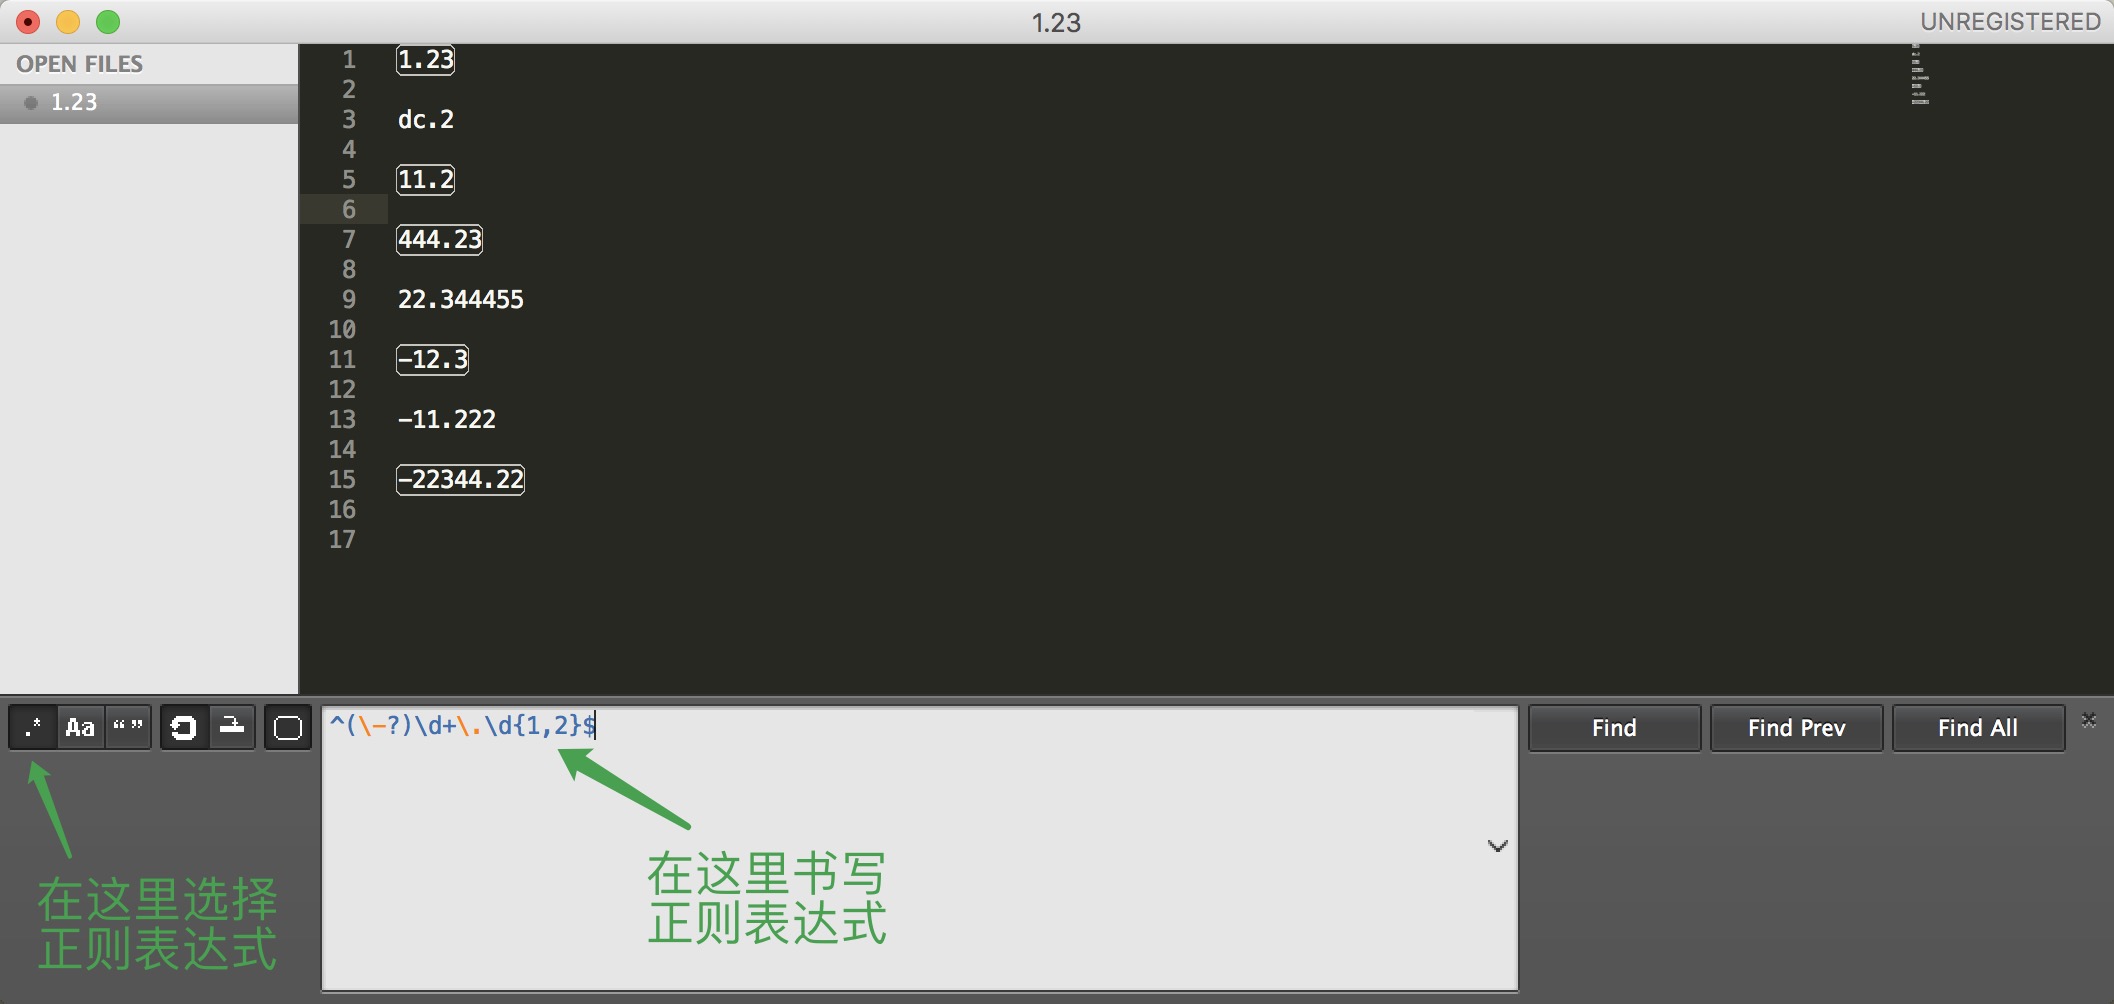 1.23
UNREGISTERED
OPEN FILES
1.23
1 1.23
2
3 dc.2
4
5 11.2
6
7 444.23
8
9 22.344455
10
11 -12.3
12
13 -11.222
14
15 -22344.22
16
17
.* Aa “”
^(\-?)\d+\.\d{1,2}$
Find
Find Prev
Find All
在这里选择
正则表达式
在这里书写
正则表达式